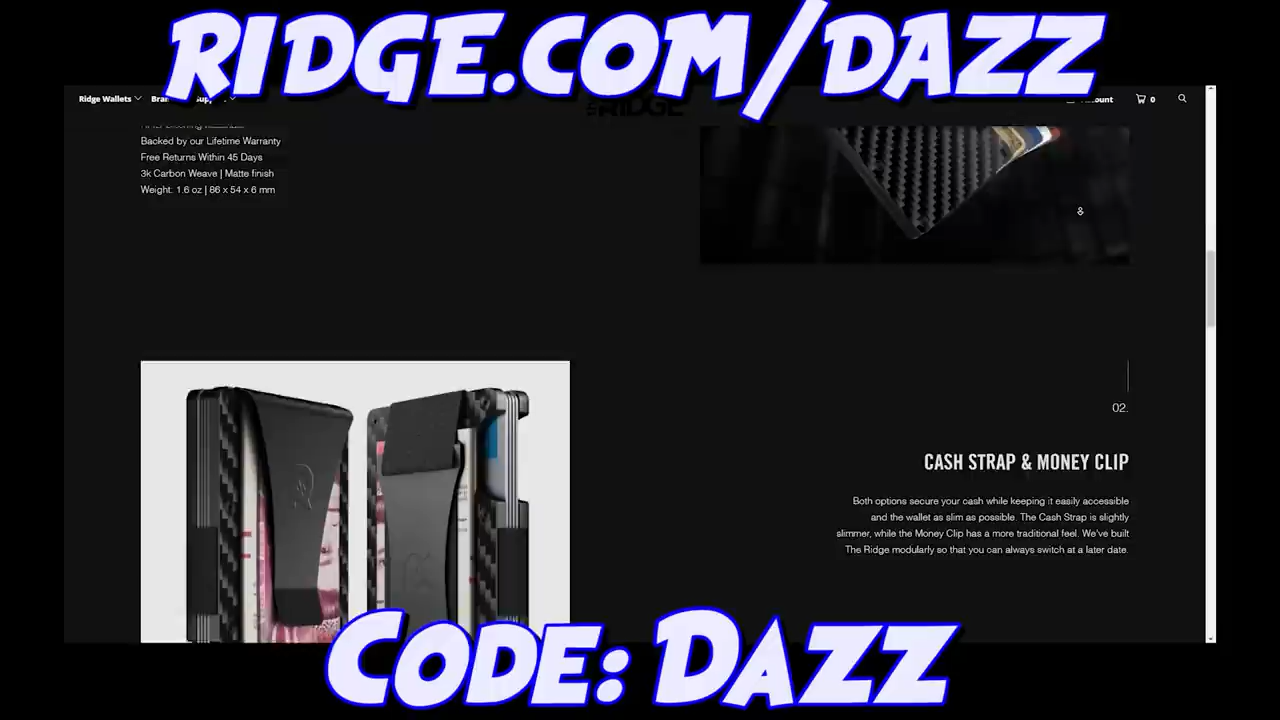 RIDGE.COM/DAZZ
Ridge Wallets
Account
0
RIDGE
Backed by our Lifetime Warranty
Free Returns Within 45 Days
3k Carbon Weave | Matte finish
Weight: 1.6 oz | 86 x 54 x 6 mm
02.
CASH STRAP & MONEY CLIP
Both options secure your cash while keeping it easily accessible
and the wallet as slim as possible. The Cash Strap is slightly
slimmer, while the Money Clip has a more traditional feel. We've built
The Ridge modularly so that you can always switch at a later date.
CODE: DAZZ